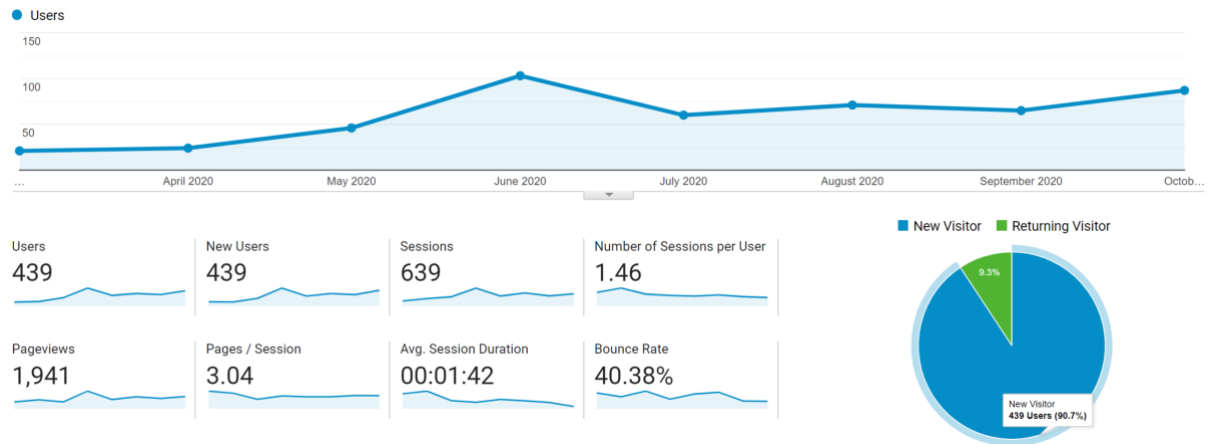 Users
150
100
50
... April 2020 May 2020 June 2020 July 2020 August 2020 September 2020 Octob...
New Visitor Returning Visitor
Users New Users Sessions Number of Sessions per User
439 439 639 1.46
9.3%
Pageviews Pages / Session Avg. Session Duration Bounce Rate
1,941 3.04 00:01:42 40.38%
New Visitor
439 Users (90.7%)